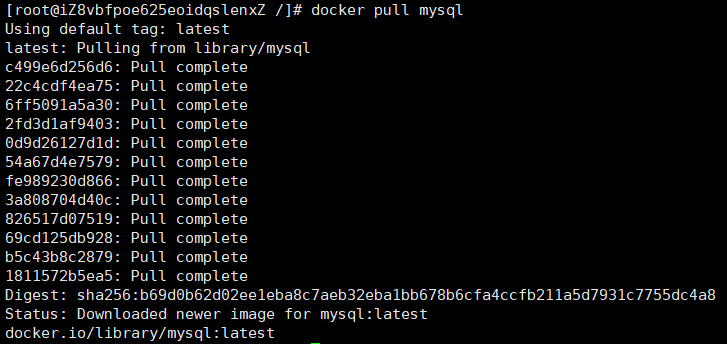 [root@iZ8vbfpoe625eoidqslenxZ /]# docker pull mysql
Using default tag: latest
latest: Pulling from library/mysql
c499e6d256d6: Pull complete
22c4cdf4ea75: Pull complete
6ff5091a5a30: Pull complete
2fd3d1af9403: Pull complete
0d9d26127d1d: Pull complete
54a67d4e7579: Pull complete
fe989230d866: Pull complete
3a808704d40c: Pull complete
826517d07519: Pull complete
69cd125db928: Pull complete
b5c43b8c2879: Pull complete
1811572b5ea5: Pull complete
Digest: sha256:b69d0b62d02ee1eba8c7aeb32eba1bb678b6cfa4ccfb211a5d7931c7755dc4a8
Status: Downloaded newer image for mysql:latest
docker.io/library/mysql:latest